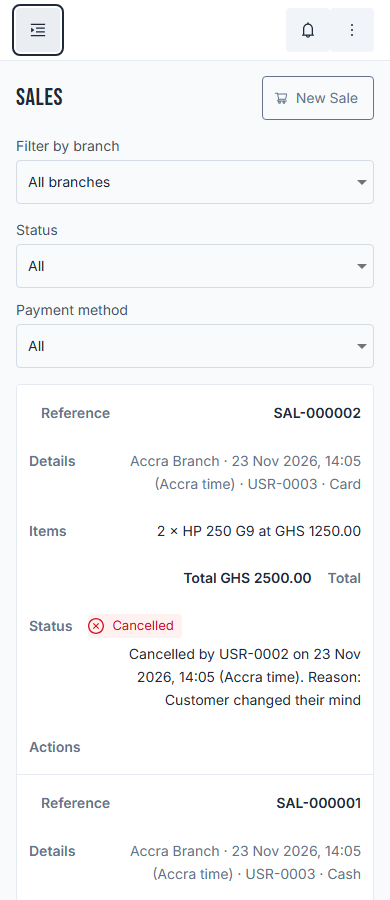 SALES
New Sale
Filter by branch
All branches
Status
All
Payment method
All
Reference SAL-000002
Details Accra Branch · 23 Nov 2026, 14:05
(Accra time) · USR-0003 · Card
Items 2 × HP 250 G9 at GHS 1250.00
Total GHS 2500.00 Total
Status Cancelled
Cancelled by USR-0002 on 23 Nov
2026, 14:05 (Accra time). Reason:
Customer changed their mind
Actions
Reference SAL-000001
Details Accra Branch · 23 Nov 2026, 14:05
(Accra time) · USR-0003 · Cash